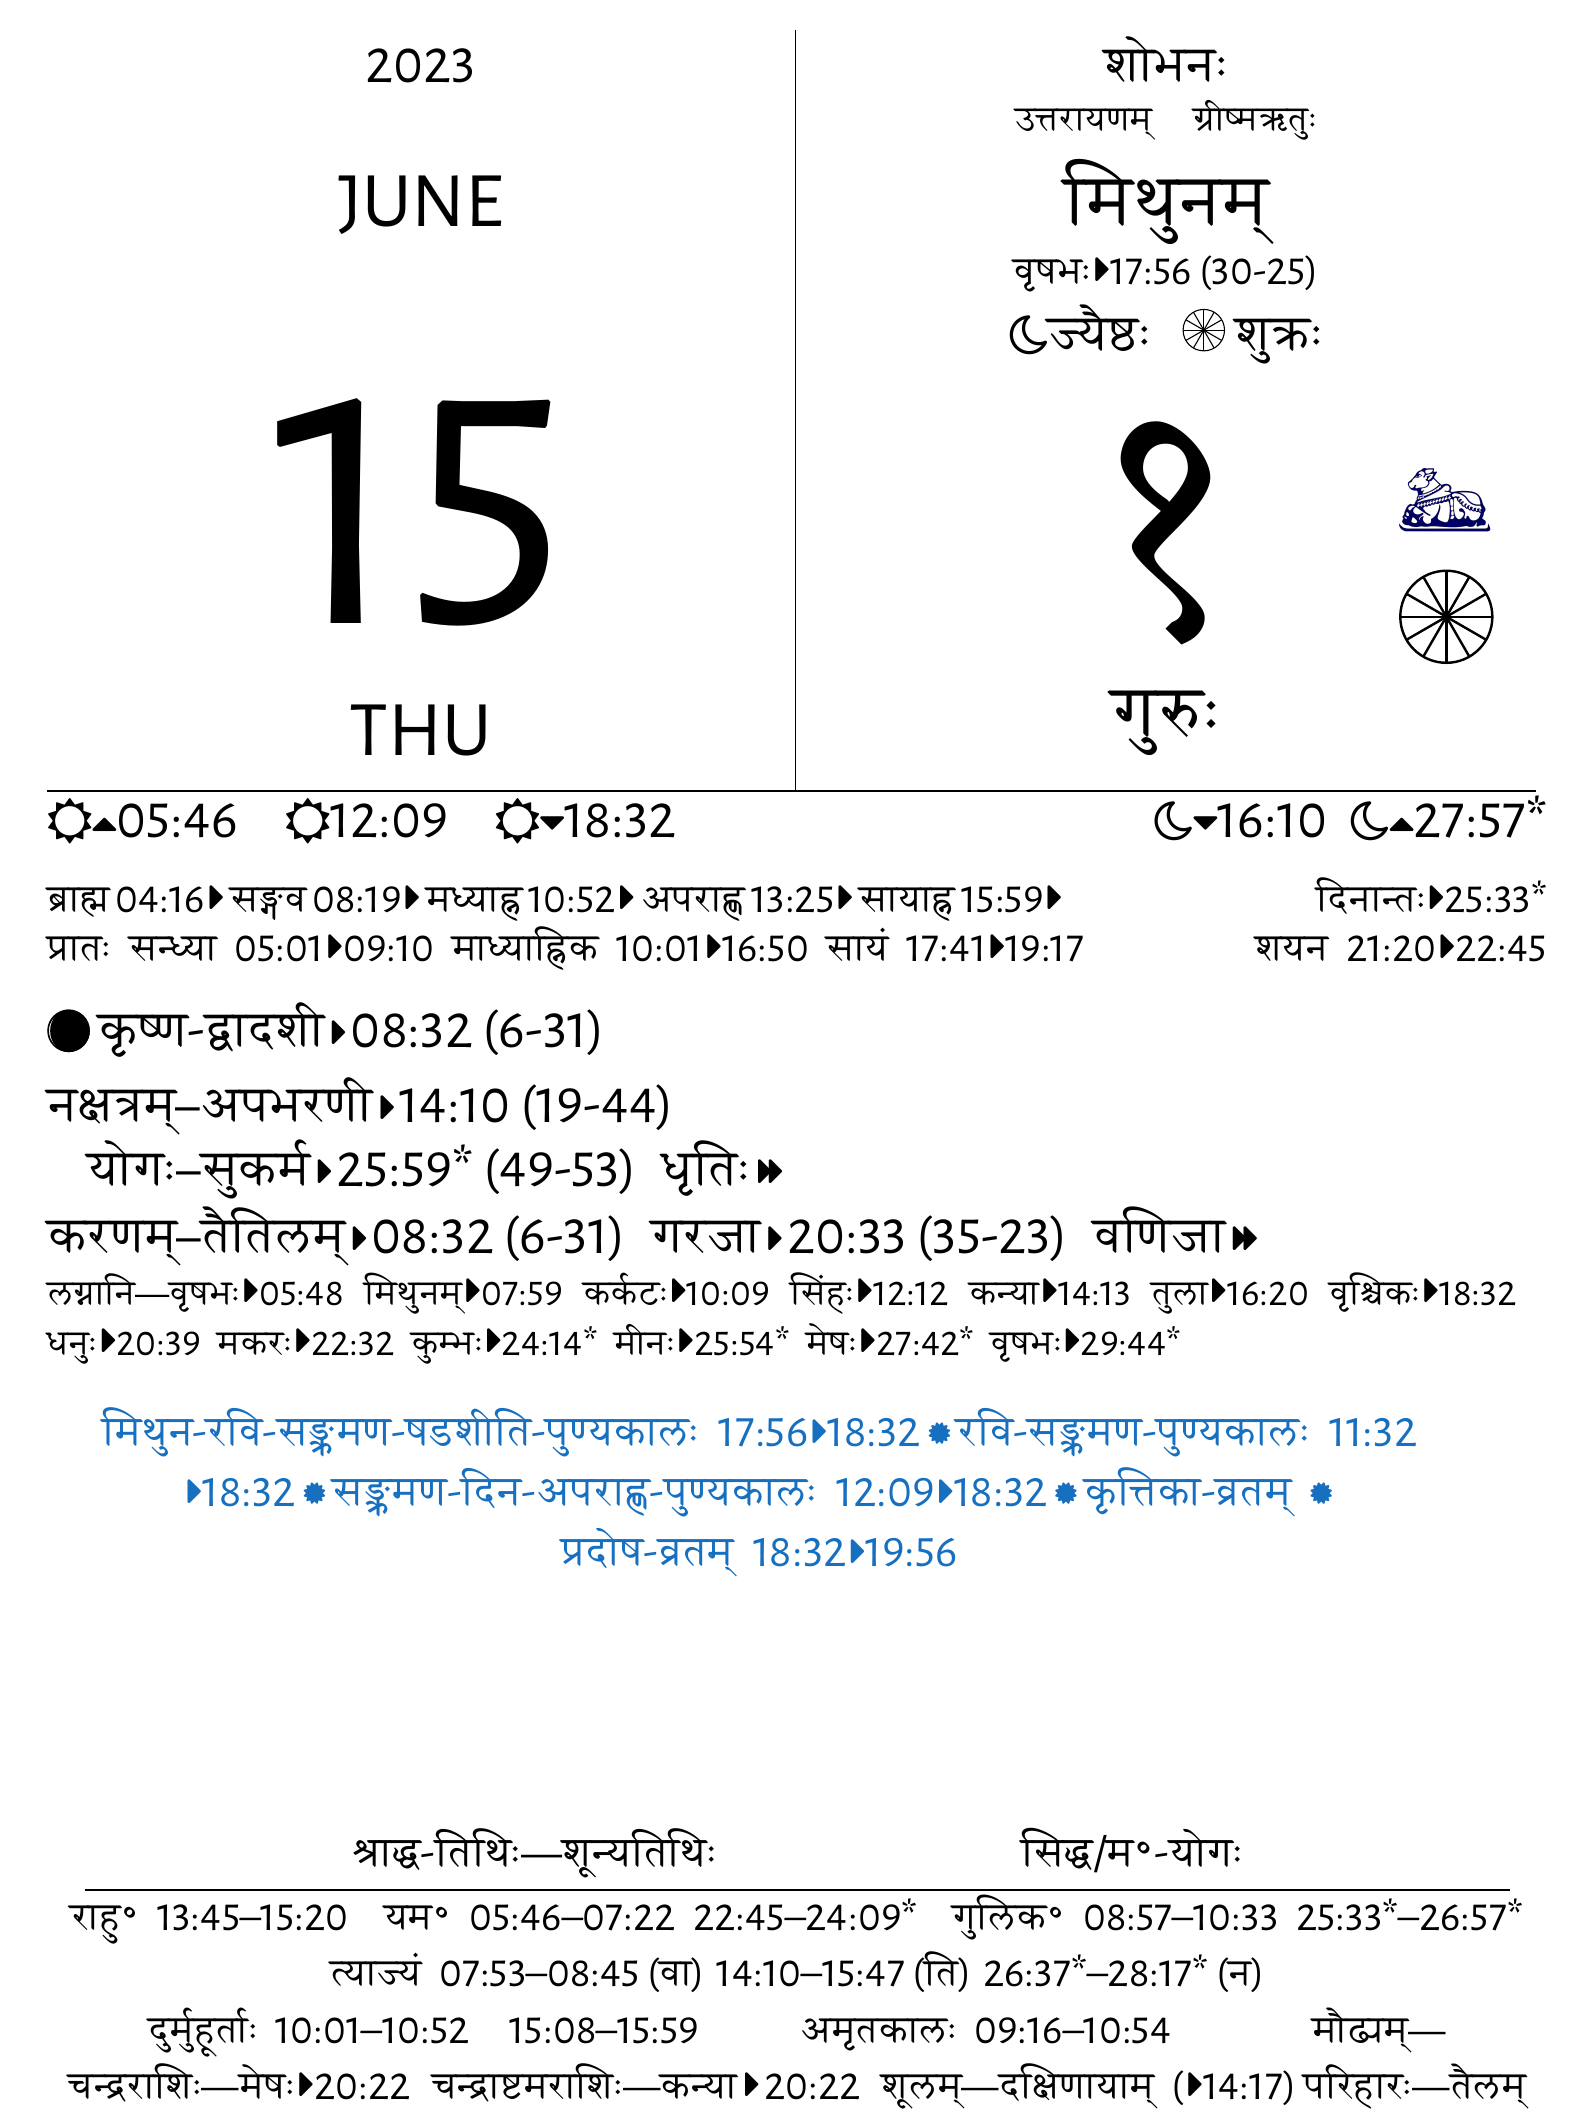 2023
JUNE
15
THU
शोभनः
उत्तरायणम् ग्रीष्मऋतुः
मिथुनम्
वृषभः⏵17:56 (30-25)
ज्यैष्ठः शुक्रः
१
गुरुः
05:46 12:09 18:32 16:10 27:57*
ब्राह्म 04:16⏵ सङ्गव 08:19⏵ मध्याह्न 10:52⏵ अपराह्ण 13:25⏵ सायाह्न 15:59⏵ दिनान्तः⏵25:33*
प्रातः सन्ध्या 05:01⏵09:10 माध्याह्निक 10:01⏵16:50 सायं 17:41⏵19:17 शयन 21:20⏵22:45
कृष्ण-द्वादशी⏵08:32 (6-31)
नक्षत्रम्–अपभरणी⏵14:10 (19-44)
योगः–सुकर्म⏵25:59* (49-53) धृतिः⏩
करणम्–तैतिलम्⏵08:32 (6-31) गरजा⏵20:33 (35-23) वणिजा⏩
लग्नानि—वृषभः⏵05:48 मिथुनम्⏵07:59 कर्कटः⏵10:09 सिंहः⏵12:12 कन्या⏵14:13 तुला⏵16:20 वृश्चिकः⏵18:32
धनुः⏵20:39 मकरः⏵22:32 कुम्भः⏵24:14* मीनः⏵25:54* मेषः⏵27:42* वृषभः⏵29:44*
मिथुन-रवि-सङ्क्रमण-षडशीति-पुण्यकालः 17:56⏵18:32 ✹ रवि-सङ्क्रमण-पुण्यकालः 11:32
⏵18:32 ✹ सङ्क्रमण-दिन-अपराह्ण-पुण्यकालः 12:09⏵18:32 ✹ कृत्तिका-व्रतम् ✹
प्रदोष-व्रतम् 18:32⏵19:56
श्राद्ध-तिथिः—शून्यतिथिः सिद्ध/म॰-योगः
राहु॰ 13:45–15:20 यम॰ 05:46–07:22 22:45–24:09* गुलिक॰ 08:57–10:33 25:33*–26:57*
त्याज्यं 07:53–08:45 (वा) 14:10–15:47 (ति) 26:37*–28:17* (न)
दुर्मुहूर्ताः 10:01–10:52 15:08–15:59 अमृतकालः 09:16–10:54 मौढ्यम्—
चन्द्रराशिः—मेषः⏵20:22 चन्द्राष्टमराशिः—कन्या⏵20:22 शूलम्—दक्षिणायाम् (⏵14:17) परिहारः—तैलम्